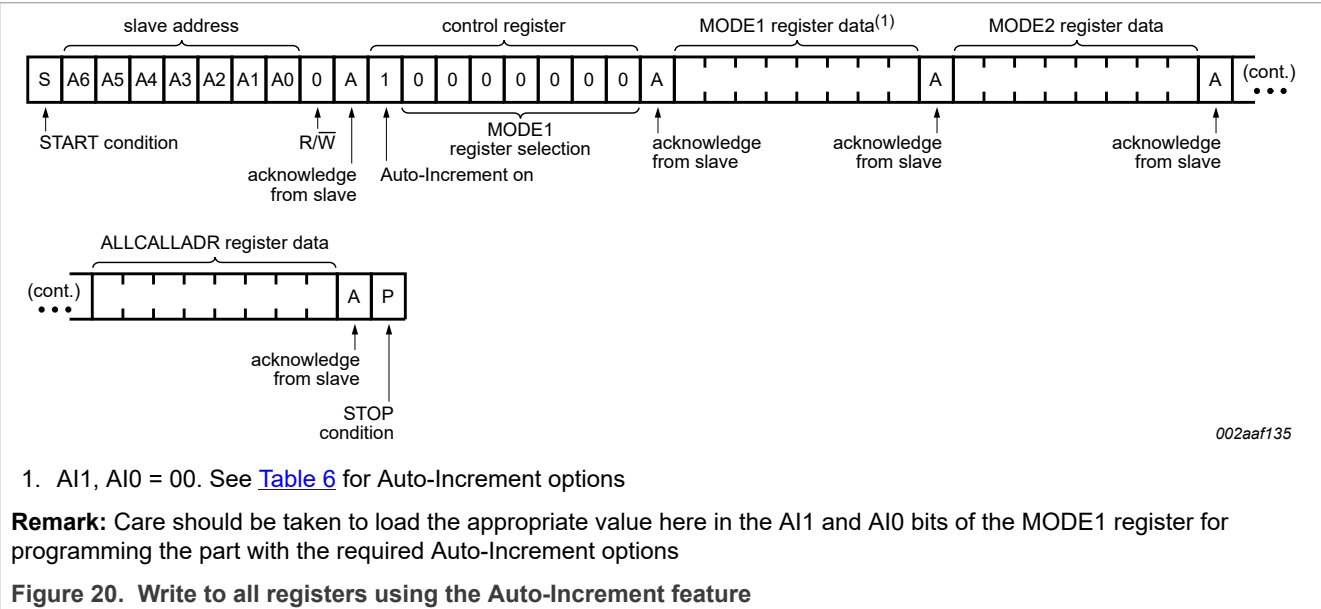 slave address control register MODE1 register data(1) MODE2 register data
S A6 A5 A4 A3 A2 A1 A0 0 A 1 0 0 0 0 0 0 0 A A A (cont.)
START condition R/W̅ MODE1 register selection acknowledge from slave acknowledge from slave acknowledge from slave
acknowledge from slave Auto-Increment on
ALLCALLADR register data
(cont.) A P
acknowledge
from slave
STOP
condition
002aaf135
1. AI1, AI0 = 00. See Table 6 for Auto-Increment options
Remark: Care should be taken to load the appropriate value here in the AI1 and AI0 bits of the MODE1 register for
programming the part with the required Auto-Increment options
Figure 20. Write to all registers using the Auto-Increment feature